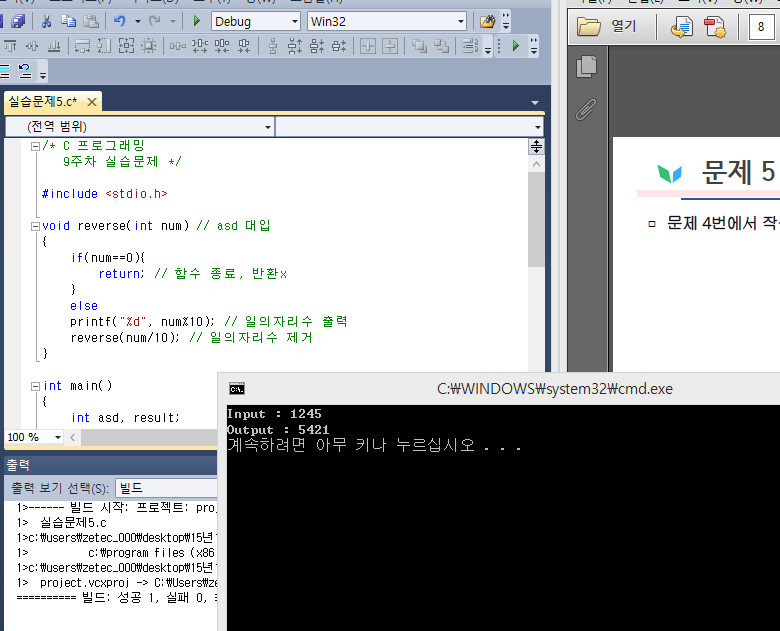 Debug
Win32
열기
8
실습문제5.c*
(전역 범위)
/* C 프로그래밍
9주차 실습문제 */
#include <stdio.h>
void reverse(int num) // asd 대입
{
if(num==0){
return; // 함수 종료, 반환x
}
else
printf("%d", num%10); // 일의자리수 출력
reverse(num/10); // 일의자리수 제거
}
int main()
{
int asd, result;
100 %
문제 5
문제 4번에서 작
C:₩WINDOWS₩system32₩cmd.exe
Input : 1245
Output : 5421
계속하려면 아무 키나 누르십시오 . . .
출력
출력 보기 선택(S): 빌드
1>------ 빌드 시작: 프로젝트: pro
1>  실습문제5.c
1>c:₩users₩zetec_000₩desktop₩15년
1>          c:₩program files (x86
1>c:₩users₩zetec_000₩desktop₩15년
1>  project.vcxproj -> C:₩Users₩ze
========== 빌드: 성공 1, 실패 0,